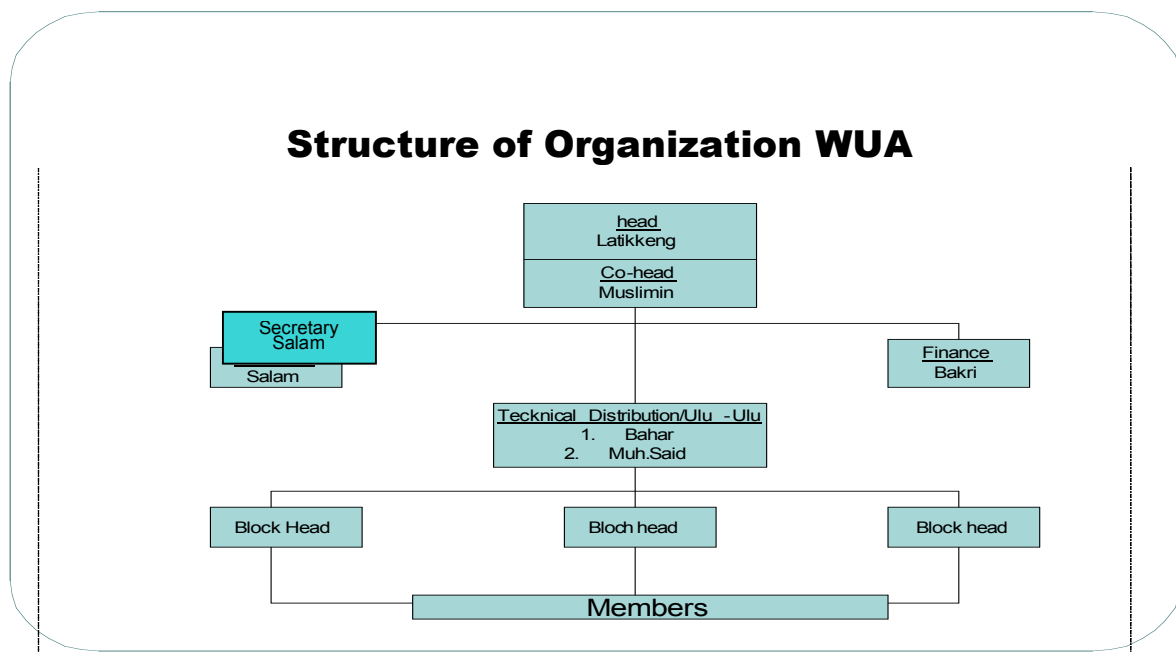 Structure of Organization WUA
head
Latikkeng
Co-head
Muslimin
Secretary
Salam
Salam
Finance
Bakri
Tecknical Distribution/Ulu -Ulu
1. Bahar
2. Muh.Said
Block Head
Bloch head
Block head
Members